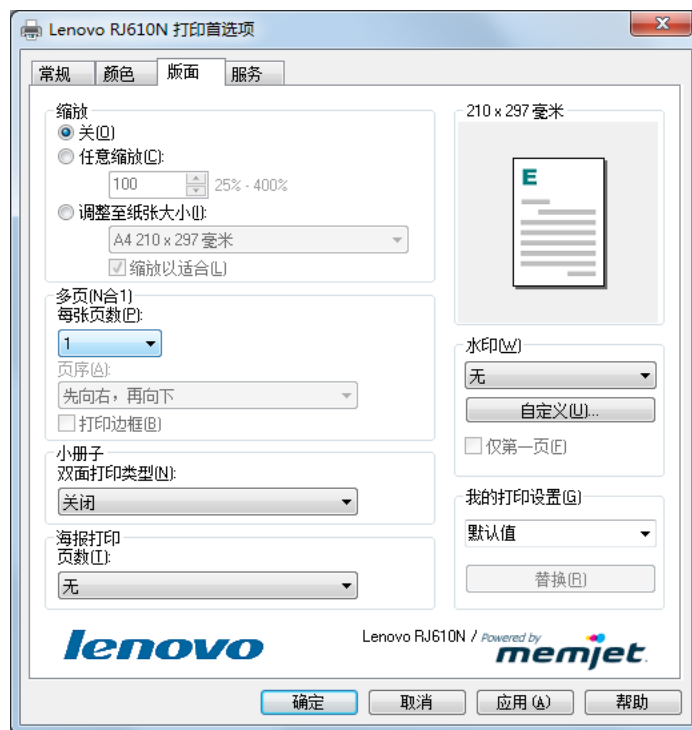 Lenovo RJ610N 打印首选项
常规 颜色 版面 服务
缩放
关(O)
任意缩放(C):
100 25% - 400%
调整至纸张大小(I):
A4 210 x 297 毫米
缩放以适合(L)
多页(N合1)
每张页数(P):
1
页序(A):
先向右，再向下
打印边框(B)
小册子
双面打印类型(N):
关闭
海报打印
页数(T):
无
210 x 297 毫米
E
水印(W)
无
自定义(U)...
仅第一页(F)
我的打印设置(G)
默认值
替换(R)
lenovo
Lenovo RJ610N / Powered by
memjet
确定 取消 应用(A) 帮助